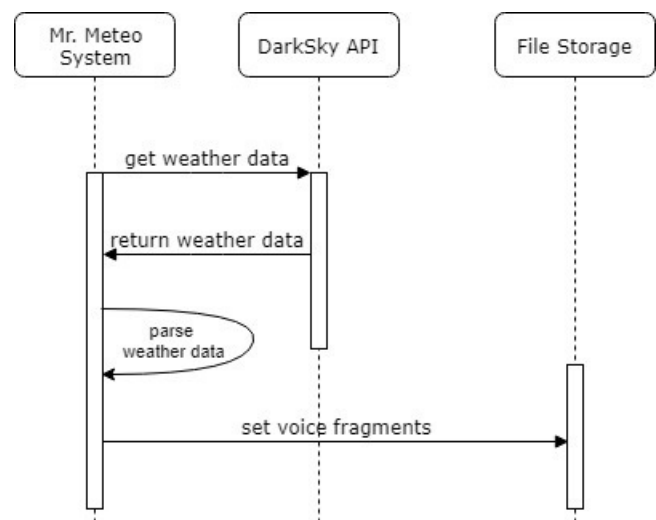 Mr. Meteo
System
DarkSky API
File Storage
get weather data
return weather data
parse
weather data
set voice fragments